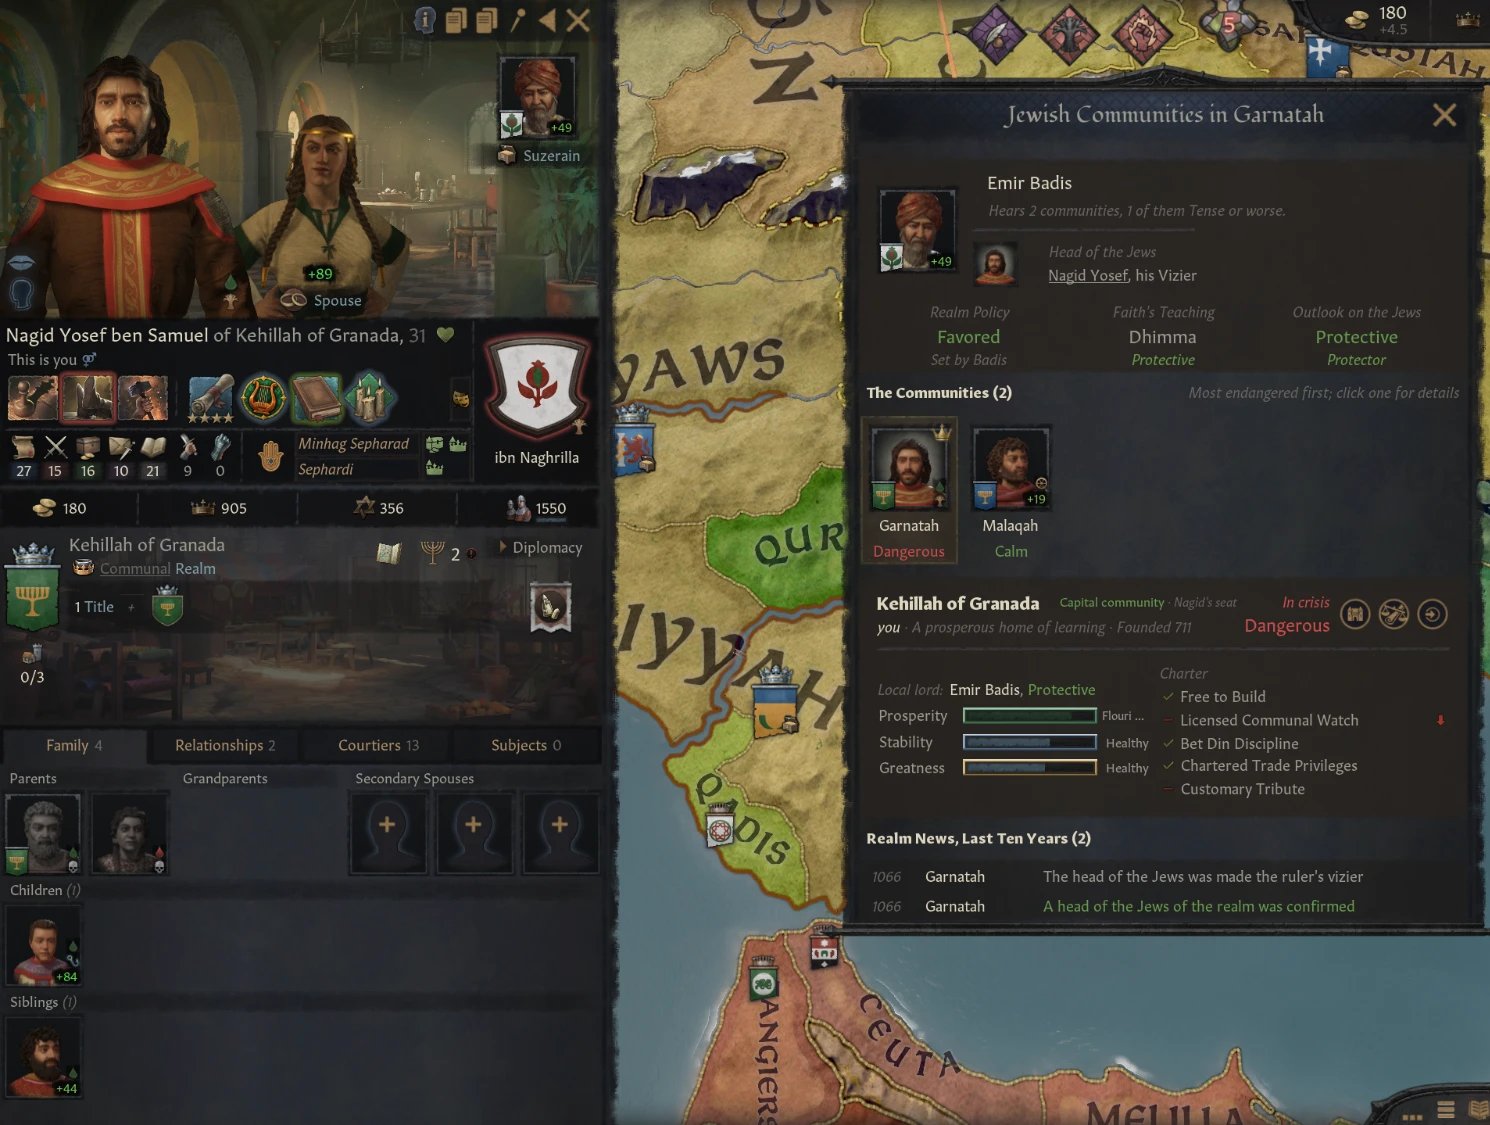 +49
Suzerain
+89
Spouse
Nagid Yosef ben Samuel of Kehillah of Granada, 31
This is you
27 15 16 10 21 9 0
Minhag Sepharad
Sephardi
ibn Naghrilla
180 905 356 1550
Kehillah of Granada
Communal Realm
2
Diplomacy
1 Title +
0/3
Family 4
Relationships 2
Courtiers 13
Subjects 0
Parents
Grandparents
Secondary Spouses
Children (1)
+84
Siblings (1)
+44
5
180
+4.5
YAWS
QUR
IYYAH
QADIS
CEUTA
ANGIERS
MELILLA
Jewish Communities in Garnatah
Emir Badis
Hears 2 communities, 1 of them Tense or worse.
+49
Head of the Jews
Nagid Yosef, his Vizier
Realm Policy
Favored
Set by Badis
Faith's Teaching
Dhimma
Protective
Outlook on the Jews
Protective
Protector
The Communities (2)
Most endangered first; click one for details
+19
Garnatah
Dangerous
Malaqah
Calm
Kehillah of Granada
Capital community · Nagid's seat
In crisis
you · A prosperous home of learning · Founded 711
Dangerous
Local lord: Emir Badis, Protective
Prosperity Flouri ...
Stability Healthy
Greatness Healthy
Charter
Free to Build
Licensed Communal Watch
Bet Din Discipline
Chartered Trade Privileges
Customary Tribute
Realm News, Last Ten Years (2)
1066 Garnatah The head of the Jews was made the ruler's vizier
1066 Garnatah A head of the Jews of the realm was confirmed